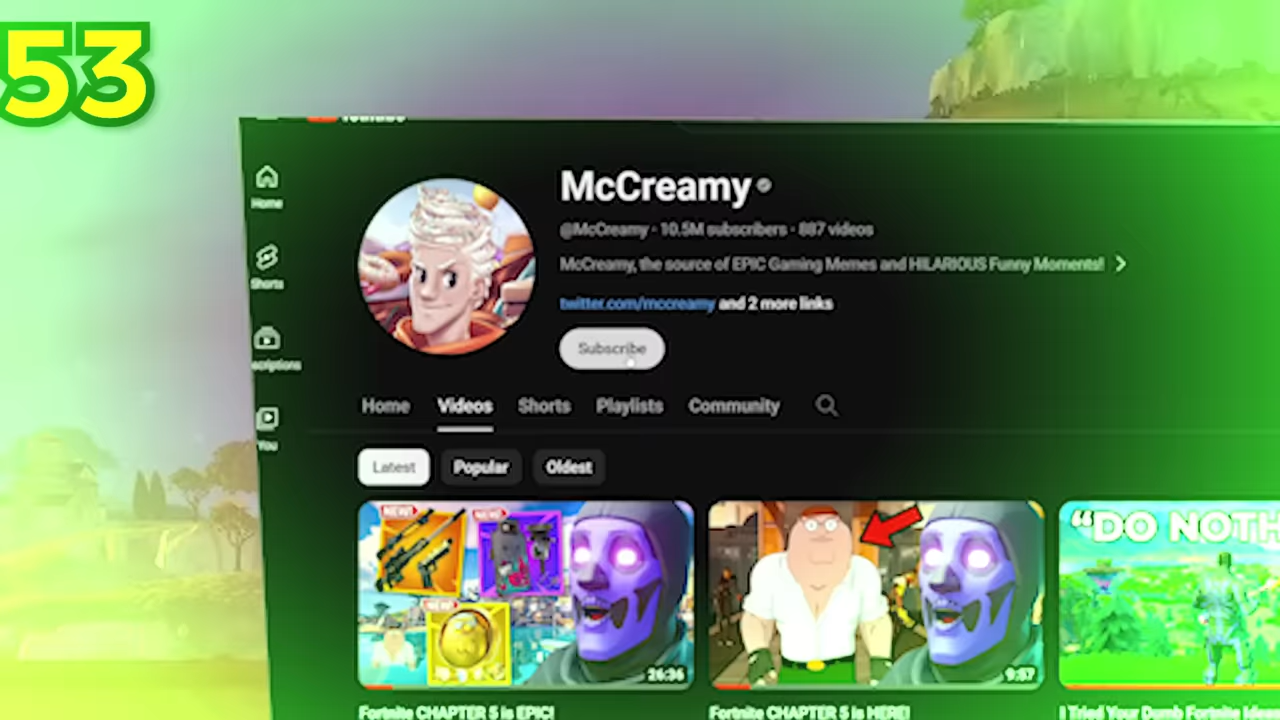 53
YouTube
Home
Shorts
scriptions
You
McCreamy
@McCreamy · 10.5M subscribers · 887 videos
McCreamy, the source of EPIC Gaming Memes and HILARIOUS Funny Moments!
twitter.com/mccreamy and 2 more links
Subscribe
Home Videos Shorts Playlists Community
Latest Popular Oldest
NEW! NEW! "DO NOTH
NEW!
26:36 9:57
Fortnite CHAPTER 5 is EPIC! Fortnite CHAPTER 5 is HERE! I Tried Your Dumb Fortnite Ideas